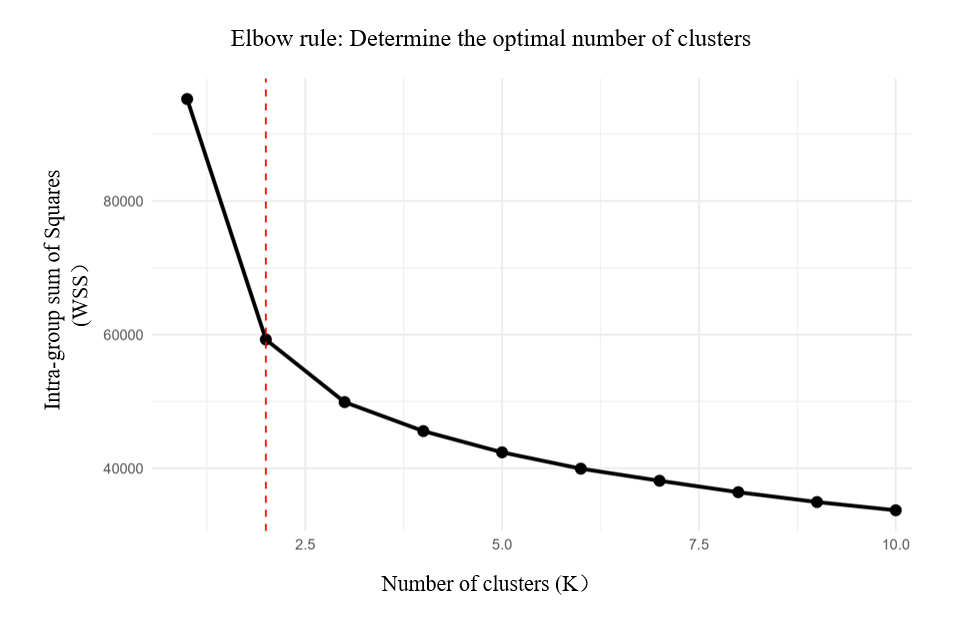 Elbow rule: Determine the optimal number of clusters
Intra-group sum of Squares
(WSS）
80000
60000
40000
2.5
5.0
7.5
10.0
Number of clusters (K）